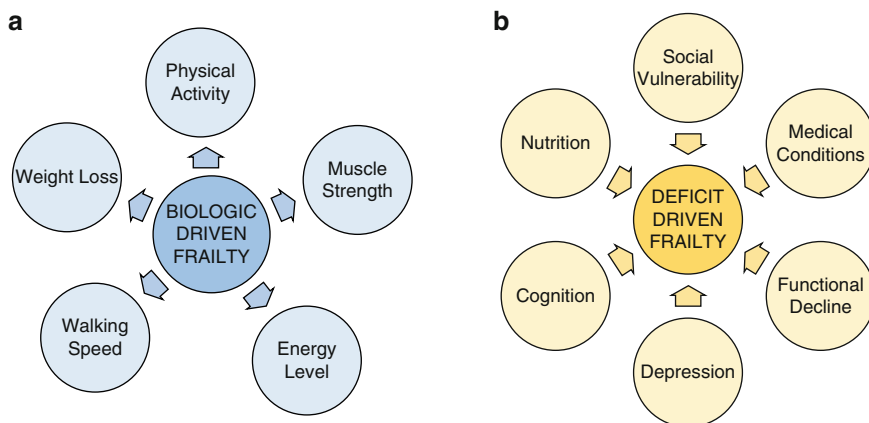 a
Physical
Activity
Weight Loss
Muscle
Strength
BIOLOGIC
DRIVEN
FRAILTY
Walking
Speed
Energy
Level
b
Social
Vulnerability
Nutrition
Medical
Conditions
DEFICIT
DRIVEN
FRAILTY
Cognition
Functional
Decline
Depression